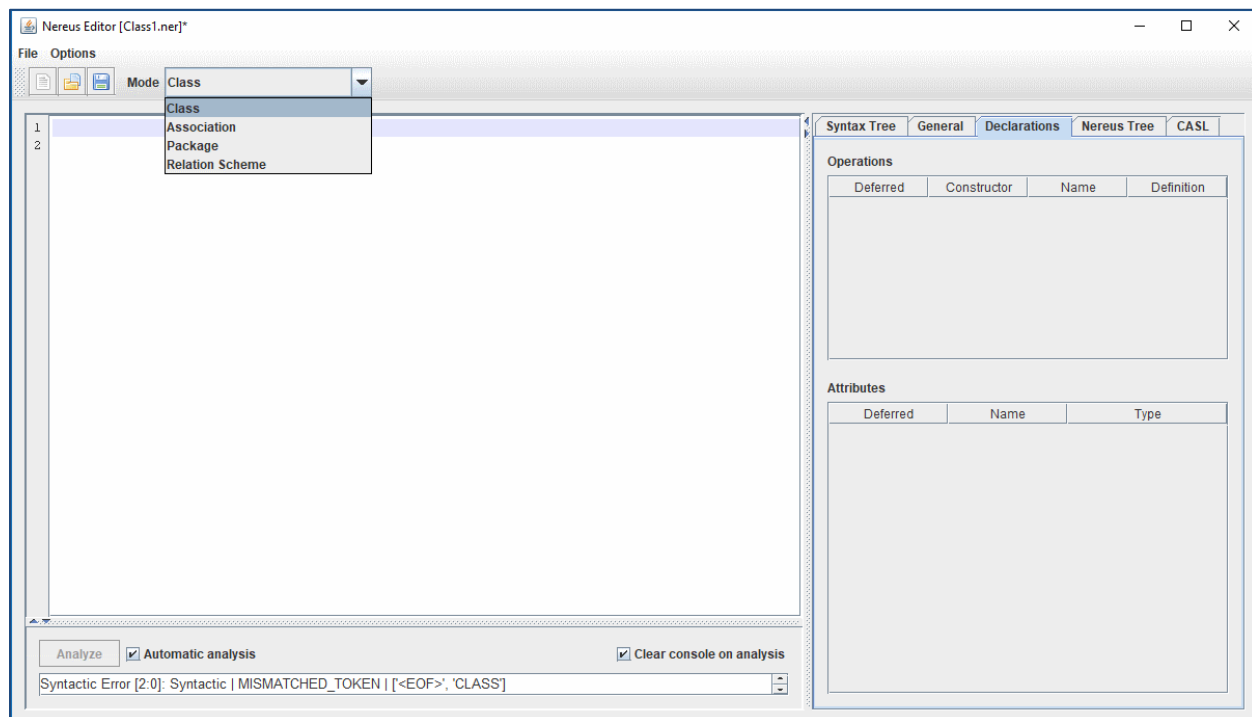 Nereus Editor [Class1.ner]*
File Options
Mode Class
Class
Association
Package
Relation Scheme
1
2
Syntax Tree General Declarations Nereus Tree CASL
Operations
Deferred Constructor Name Definition
Attributes
Deferred Name Type
Analyze Automatic analysis Clear console on analysis
Syntactic Error [2:0]: Syntactic | MISMATCHED_TOKEN | ['<EOF>', 'CLASS']